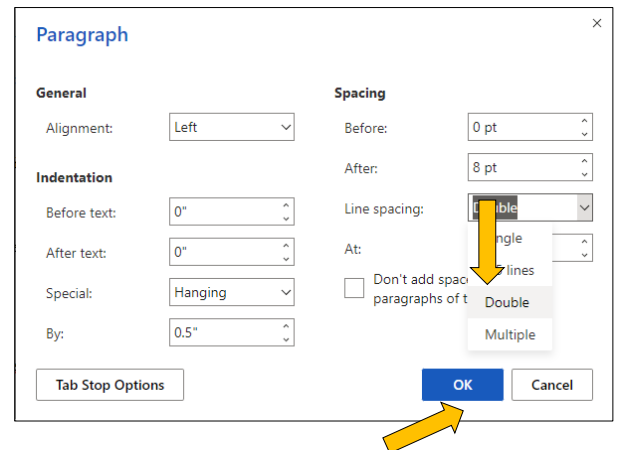 Paragraph
General
Alignment: Left
Indentation
Before text: 0"
After text: 0"
Special: Hanging
By: 0.5"
Tab Stop Options
Spacing
Before: 0 pt
After: 8 pt
Line spacing:
At:
Don't add
paragraphs of
lines
Double
Multiple
OK Cancel